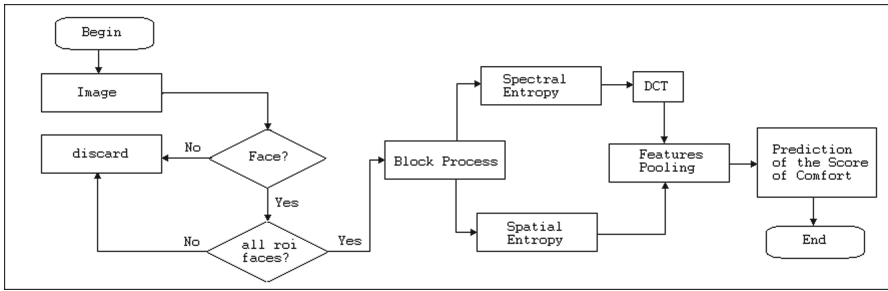 Begin
Image
Face?
No
discard
Yes
all roi
faces?
No
Yes
Block Process
Spectral
Entropy
DCT
Spatial
Entropy
Features
Pooling
Prediction
of the Score
of Comfort
End